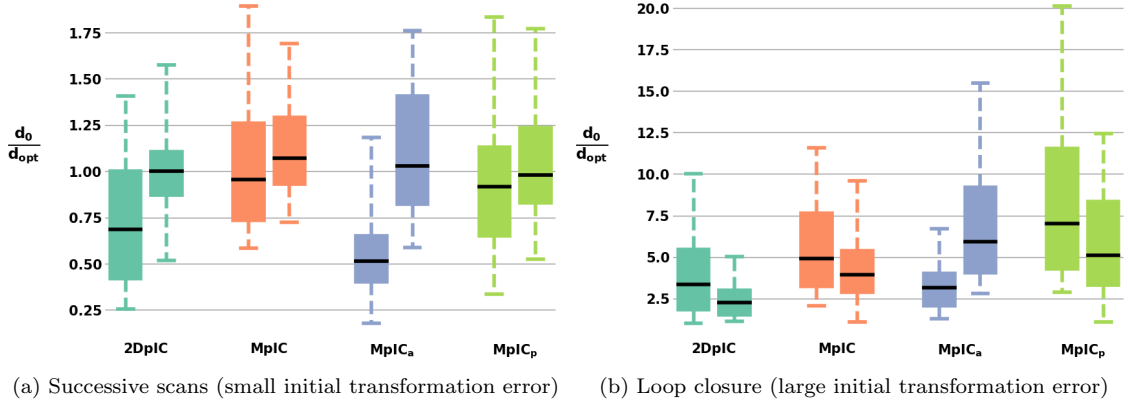 1.75
1.50
1.25
1.00
0.75
0.50
0.25
d0
dopt
2DpIC MpIC MpICa MpICp
(a) Successive scans (small initial transformation error)
20.0
17.5
15.0
12.5
10.0
7.5
5.0
2.5
d0
dopt
2DpIC MpIC MpICa MpICp
(b) Loop closure (large initial transformation error)